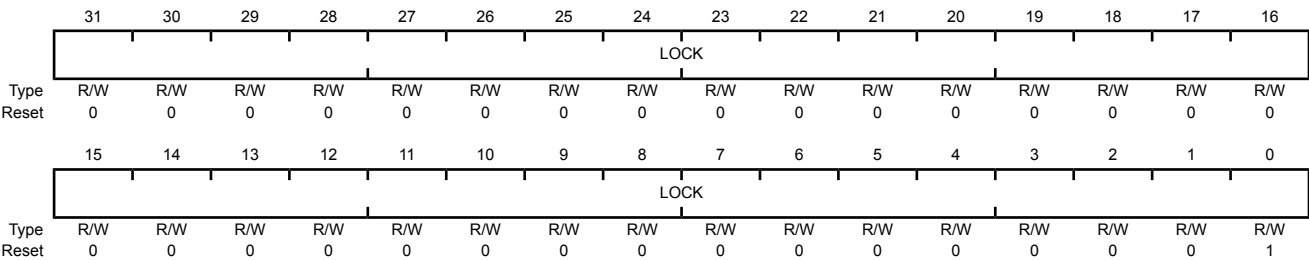 31 30 29 28 27 26 25 24 23 22 21 20 19 18 17 16
LOCK
Type R/W R/W R/W R/W R/W R/W R/W R/W R/W R/W R/W R/W R/W R/W R/W R/W
Reset 0 0 0 0 0 0 0 0 0 0 0 0 0 0 0 0
15 14 13 12 11 10 9 8 7 6 5 4 3 2 1 0
LOCK
Type R/W R/W R/W R/W R/W R/W R/W R/W R/W R/W R/W R/W R/W R/W R/W R/W
Reset 0 0 0 0 0 0 0 0 0 0 0 0 0 0 0 1